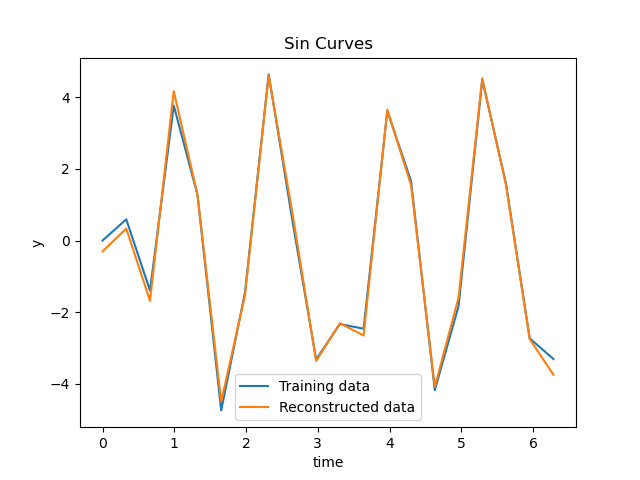 Sin Curves
y
4
2
0
−2
−4
Training data
Reconstructed data
0 1 2 3 4 5 6
time